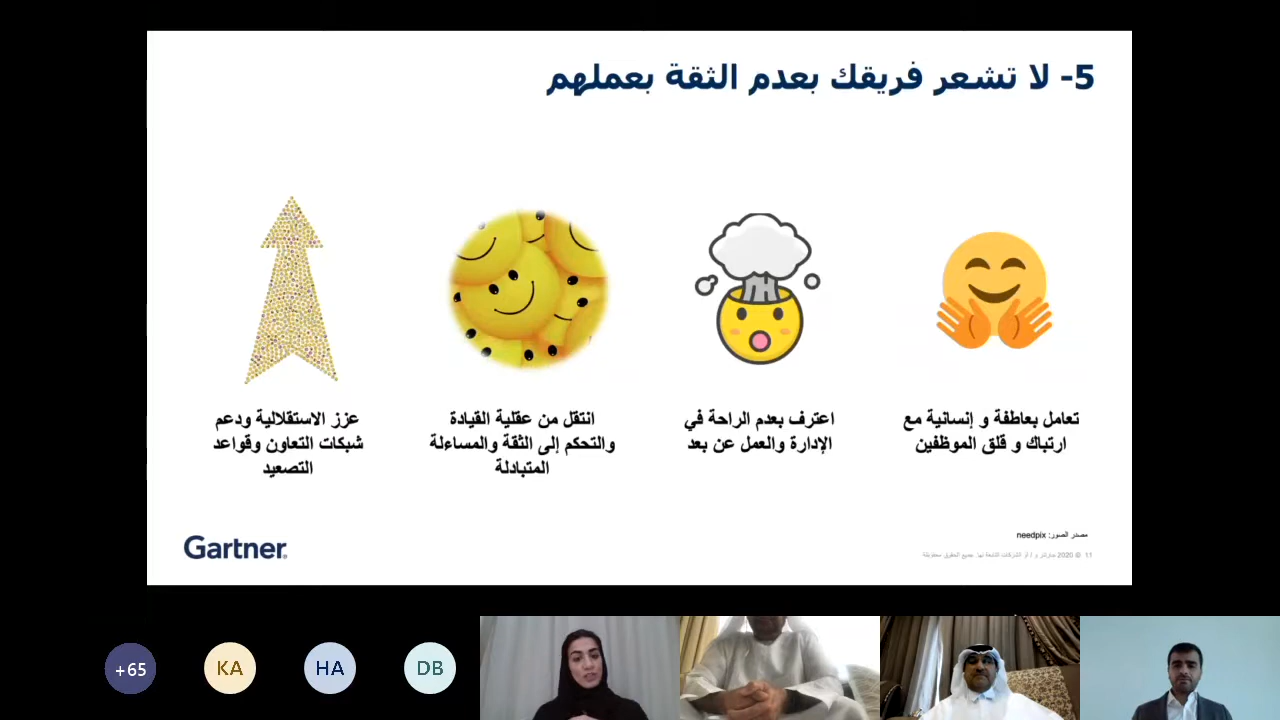 5- لا تشعر فريقك بعدم الثقة بعملهم
تعامل بعاطفة و إنسانية مع
ارتباك و قلق الموظفين
اعترف بعدم الراحة في
الإدارة والعمل عن بعد
انتقل من عقلية القيادة
والتحكم إلى الثقة والمساءلة
المتبادلة
عزز الاستقلالية ودعم
شبكات التعاون وقواعد
التصعيد
مصدر الصور: needpix
11 © 2020 جارتنر و / أو الشركات التابعة لها. جميع الحقوق محفوظة
Gartner
+65
KA
HA
DB